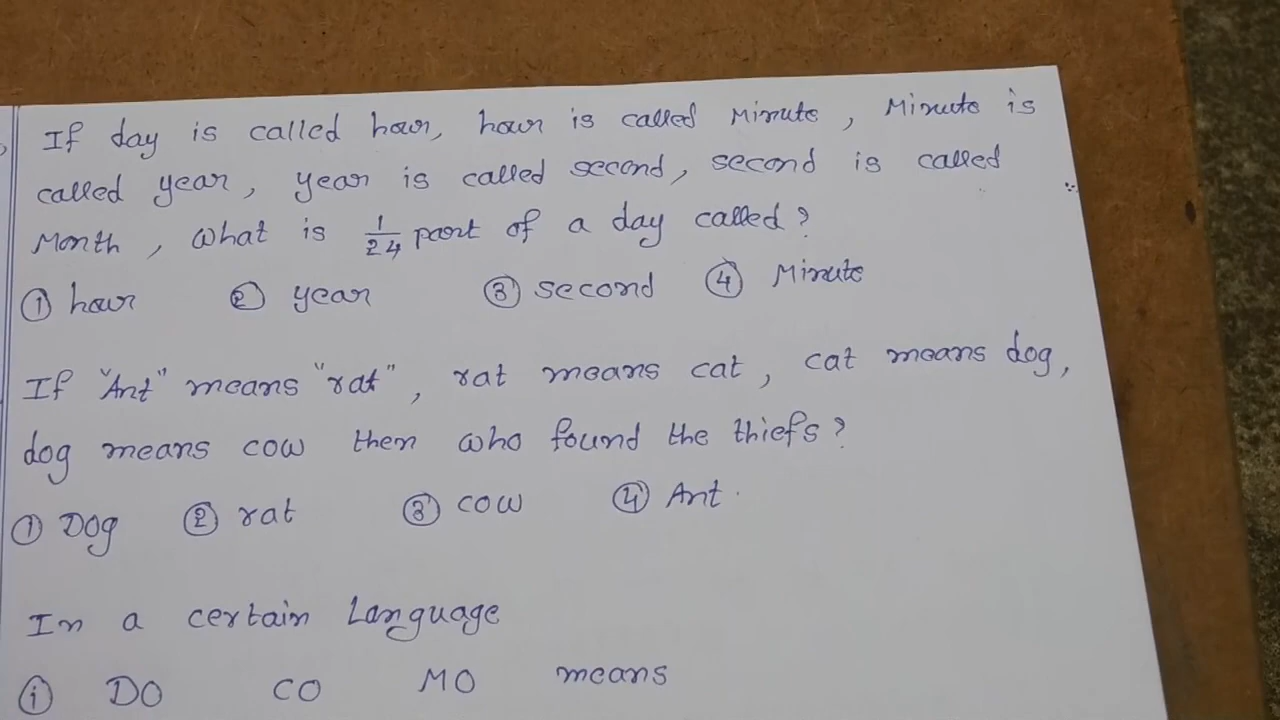 If day is called hour, hour is called Minute, Minute is
called year, year is called second, second is called
Month, What is 1/24 part of a day called?
① hour ② year ③ second ④ Minute
If "Ant" means "rat", rat means cat, cat means dog,
dog means cow then who found the thiefs?
① Dog ② rat ③ cow ④ Ant.
In a certain Language
ⓘ DO CO MO means